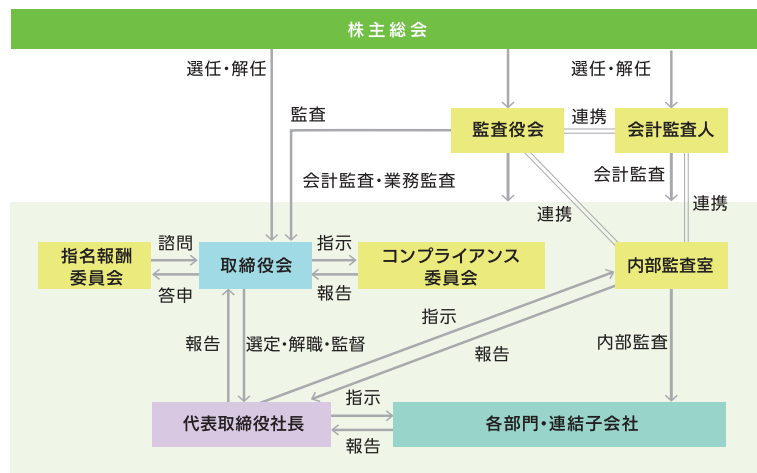 株主総会
選任・解任
選任・解任
監査
監査役会
連携
会計監査人
会計監査・業務監査
会計監査
連携
連携
指名報酬
委員会
諮問
答申
取締役会
指示
報告
コンプライアンス
委員会
内部監査室
報告
選定・解職・監督
指示
報告
内部監査
代表取締役社長
指示
報告
各部門・連結子会社